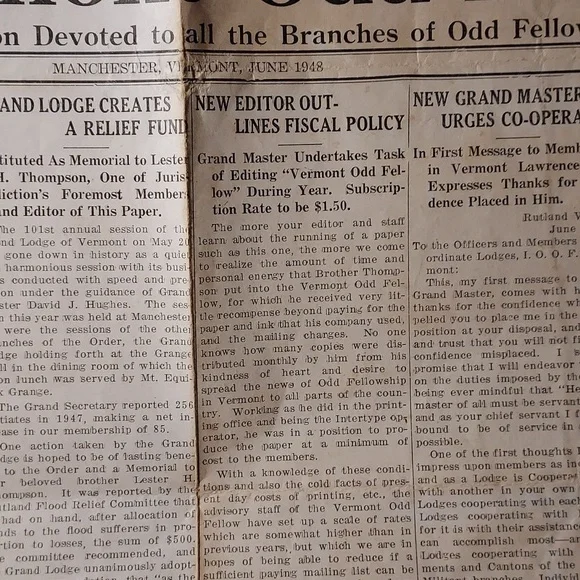 on Devoted to all the Branches of Odd Fellow
MANCHESTER, VERMONT, JUNE 1948
AND LODGE CREATES
A RELIEF FUND
tituted As Memorial to Lester
H. Thompson, One of Juris-
diction's Foremost Members
and Editor of This Paper.
The 101st annual session of the
nd Lodge of Vermont on May 20
gone down in history as a quiet
harmonious session with its busi-
s conducted with speed and pre-
on under the guidance of Grand
ster David J. Hughes. The ses-
n this year was held at Manchester
were the sessions of the other
nches of the Order, the Grand
dge holding forth at the Grange
ll in the dining room of which the
on lunch was served by Mt. Equi-
x Grange.
The Grand Secretary reported 256
itiates in 1947, making a net in-
ease in our membership of 85.
One action taken by the Grand
odge is hoped to be of lasting bene-
to the Order and a Memorial to
r beloved brother Lester H.
ompson. It was reported by the
tland Flood Relief Committee that
had on hand, after allocation of
nds to the flood sufferers in pro-
rtion to losses, the sum of $500.
e committee recommended, and
Grand Lodge unanimously adopt-
NEW EDITOR OUT-
LINES FISCAL POLICY
Grand Master Undertakes Task
of Editing "Vermont Odd Fel-
low" During Year. Subscrip-
tion Rate to be $1.50.
The more your editor and staff
learn about the running of a paper
such as this one, the more we come
to realize the amount of time and
personal energy that Brother Thomp-
son put into the Vermont Odd Fel-
low, for which he received very lit-
tle recompense beyond paying for the
paper and ink that his company used,
and the mailing charges. No one
knows how many copies were dis-
tributed monthly by him from his
kindness of heart and desire to
spread the news of Odd Fellowship
in Vermont to all parts of the coun-
try. Working as he did in the print-
ing office and being the Intertype op-
erator, he was in a position to pro-
duce the paper at a minimum of
cost to the members.
With a knowledge of these condi-
tions and also the cold facts of pres-
ent day costs of printing, etc., the
advisory staff of the Vermont Odd
Fellow have set up a scale of rates
which are somewhat higher than in
previous years, but which we are in
hopes of being able to reduce if a
sufficient paying mailing list can be
NEW GRAND MASTER
URGES CO-OPERA
In First Message to Memb
in Vermont Lawrence
Expresses Thanks for
dence Placed in Him.
Rutland V
June
To the Officers and Members
ordinate Lodges, I. O. O. F.
mont:
This, my first message to
Grand Master, comes with h
thanks for the confidence w
pelled you to place me in the
position at your disposal, and
and trust that you will not fi
confidence misplaced. I w
promise that I will endeavor
on the duties imposed by the
being ever mindful that "He
master of all must be servant
and as your chief servant I f
bound to be of service in e
possible.
One of the first thoughts I
impress upon members as in
and as a Lodge is Cooperat
with another in your own
Lodges cooperating with each
Lodges cooperating with
for it is with their assistance
can accomplish most—a
Lodges cooperating with
ments and Cantons of the